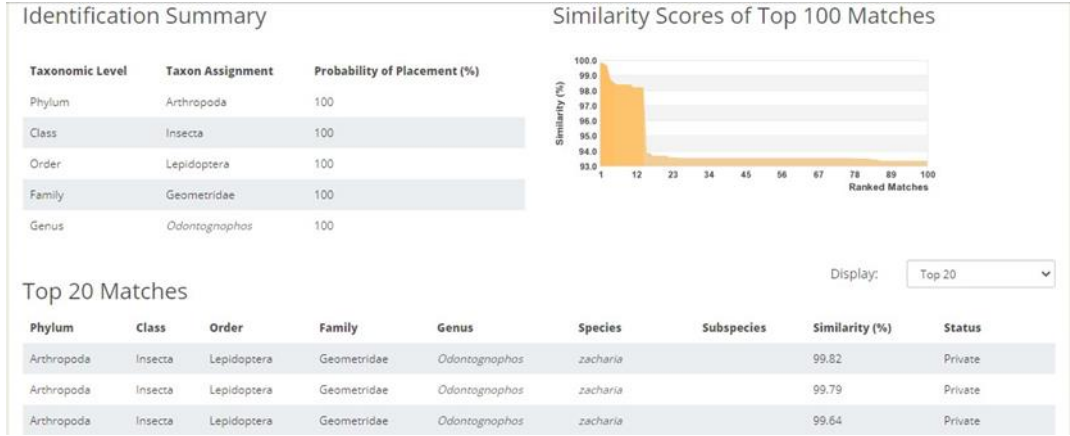 Identification Summary
Similarity Scores of Top 100 Matches
Taxonomic Level Taxon Assignment Probability of Placement (%)
Phylum Arthropoda 100
Class Insecta 100
Order Lepidoptera 100
Family Geometridae 100
Genus Odontognophos 100
Similarity (%)
100.0
99.0
98.0
97.0
96.0
95.0
94.0
93.0
1 12 23 34 45 56 67 78 89 100
Ranked Matches
Display: Top 20
Top 20 Matches
Phylum Class Order Family Genus Species Subspecies Similarity (%) Status
Arthropoda Insecta Lepidoptera Geometridae Odontognophos zacharia 99.82 Private
Arthropoda Insecta Lepidoptera Geometridae Odontognophos zacharia 99.79 Private
Arthropoda Insecta Lepidoptera Geometridae Odontognophos zacharia 99.64 Private